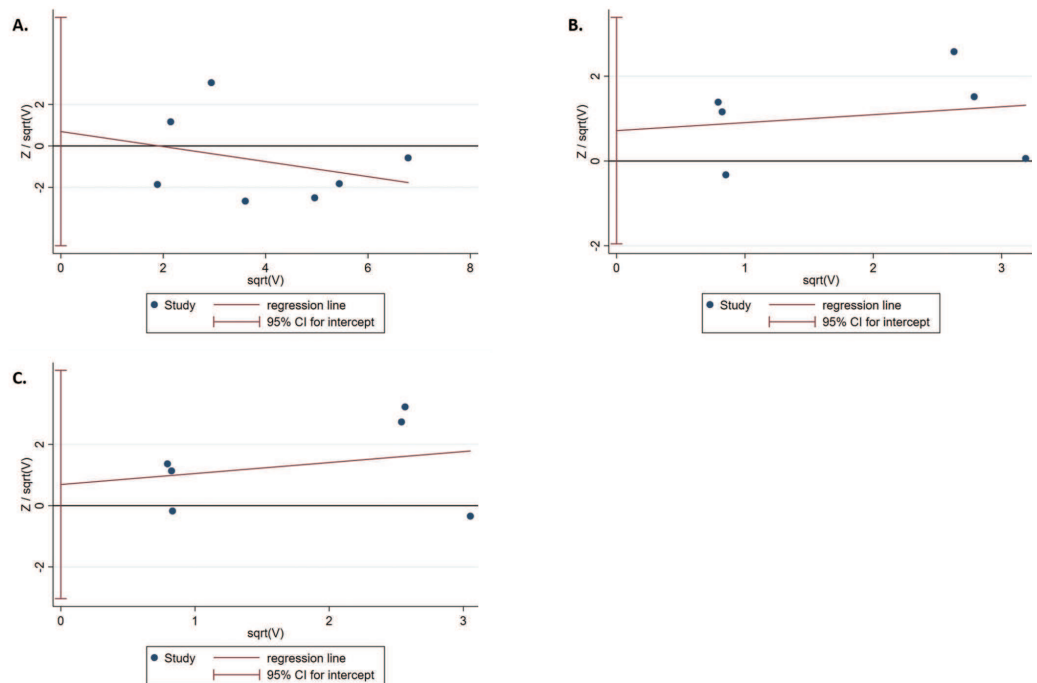 A.
Z / sqrt(V)
2
0
-2
0 2 4 6 8
sqrt(V)
Study regression line
95% CI for intercept
B.
Z / sqrt(V)
2
0
-2
0 1 2 3
sqrt(V)
Study regression line
95% CI for intercept
C.
Z / sqrt(V)
2
0
-2
0 1 2 3
sqrt(V)
Study regression line
95% CI for intercept